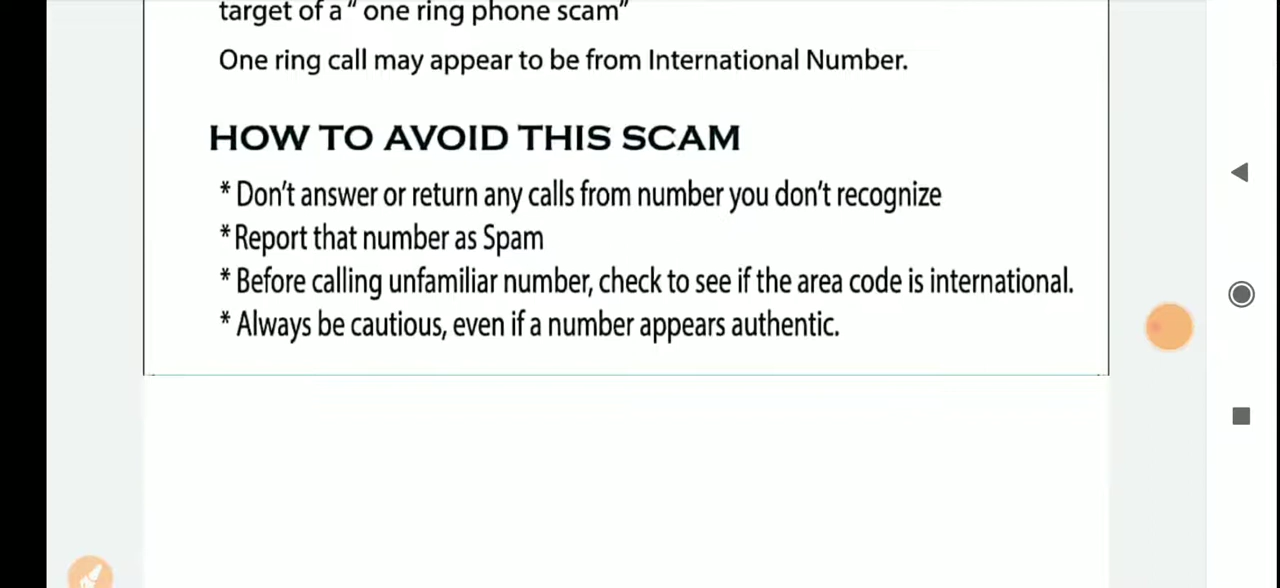 target of a " one ring phone scam"
One ring call may appear to be from International Number.
HOW TO AVOID THIS SCAM
* Don't answer or return any calls from number you don't recognize
* Report that number as Spam
* Before calling unfamiliar number, check to see if the area code is international.
* Always be cautious, even if a number appears authentic.